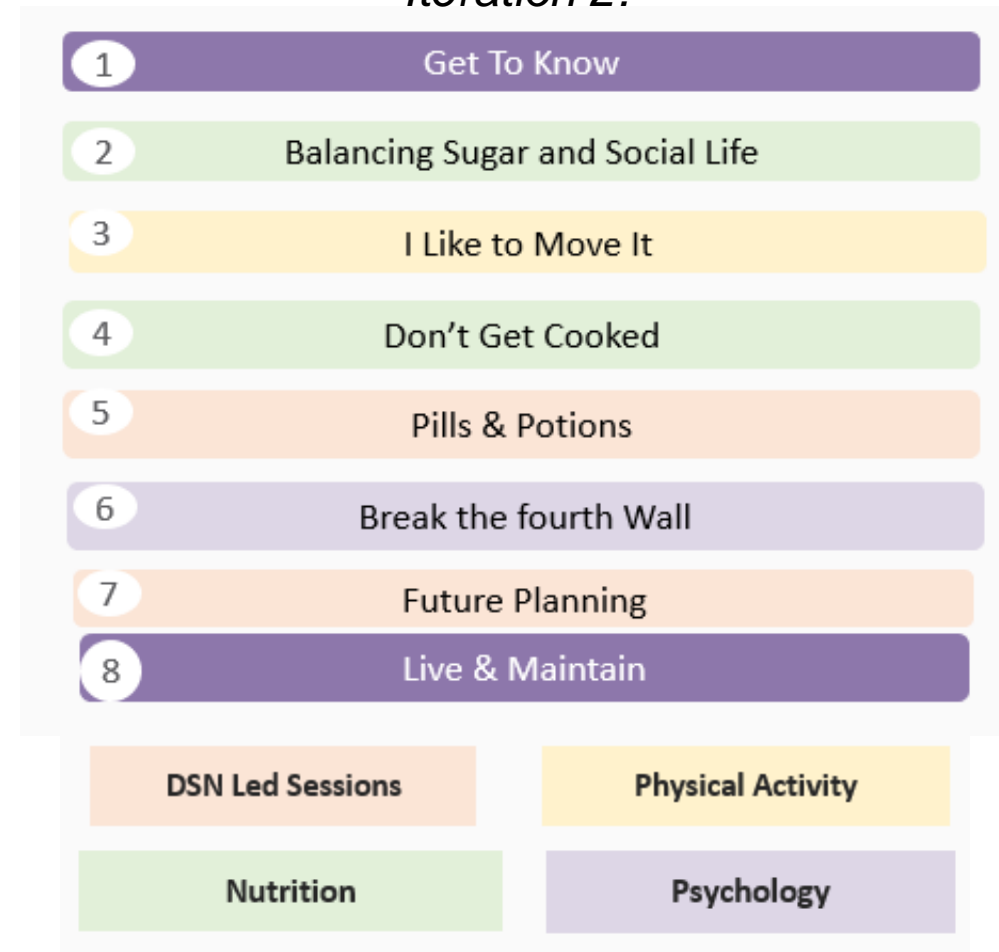 Iteration 2:
1 Get To Know
2 Balancing Sugar and Social Life
3 I Like to Move It
4 Don’t Get Cooked
5 Pills & Potions
6 Break the fourth Wall
7 Future Planning
8 Live & Maintain
DSN Led Sessions
Physical Activity
Nutrition
Psychology